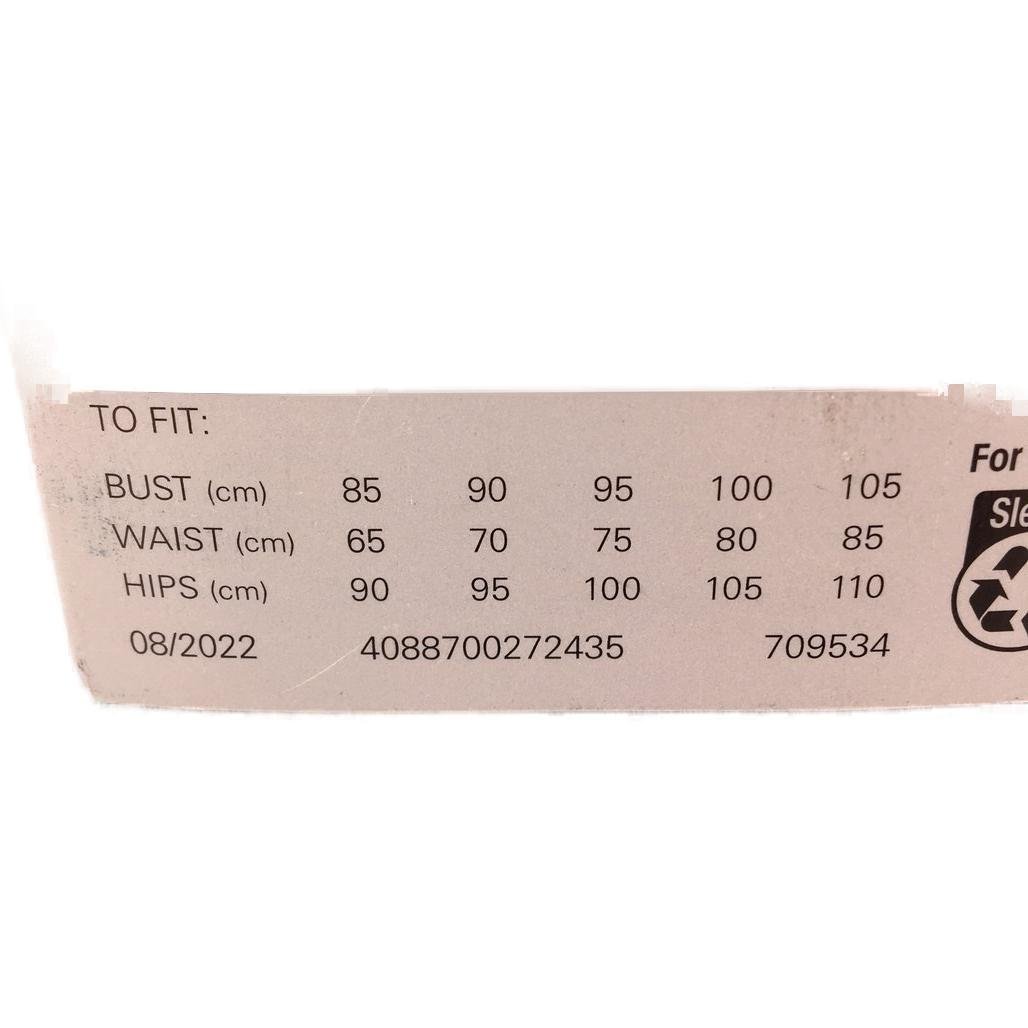 TO FIT:
BUST (cm) 85 90 95 100 105
WAIST (cm) 65 70 75 80 85
HIPS (cm) 90 95 100 105 110
08/2022 4088700272435 709534
For